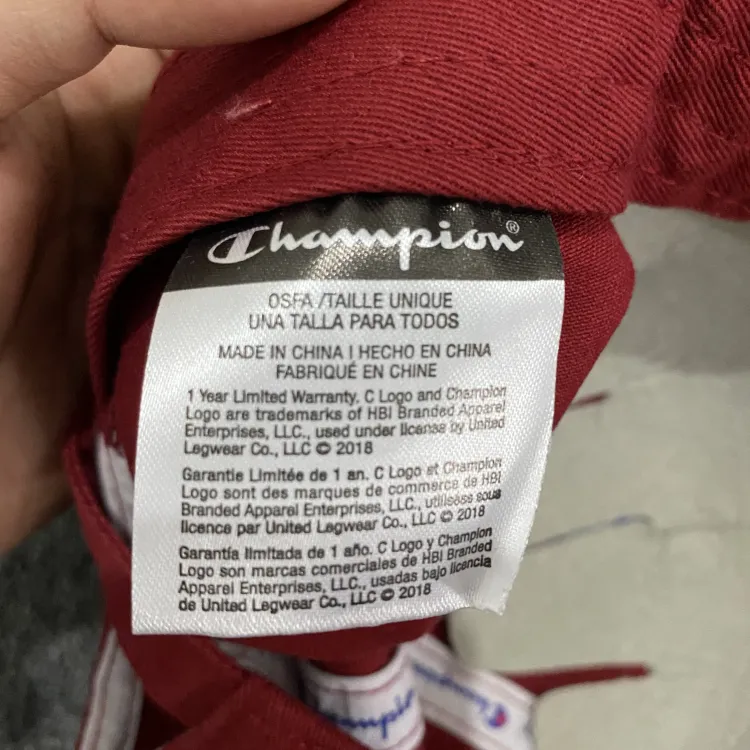 Champion®
OSFA /TAILLE UNIQUE
UNA TALLA PARA TODOS
MADE IN CHINA I HECHO EN CHINA
FABRIQUÉ EN CHINE
1 Year Limited Warranty. C Logo and Champion
Logo are trademarks of HBI Branded Apparel
Enterprises, LLC., used under license by United
Legwear Co., LLC © 2018
Garantie Limitée de 1 an. C Logo et Champion
Logo sont des marques de commerce de HBI
Branded Apparel Enterprises, LLC., utilisées sous
licence par United Legwear Co., LLC © 2018
Garantía limitada de 1 año. C Logo y Champion
Logo son marcas comerciales de HBI Branded
Apparel Enterprises, LLC., usadas bajo licencia
de United Legwear Co., LLC © 2018
Champion